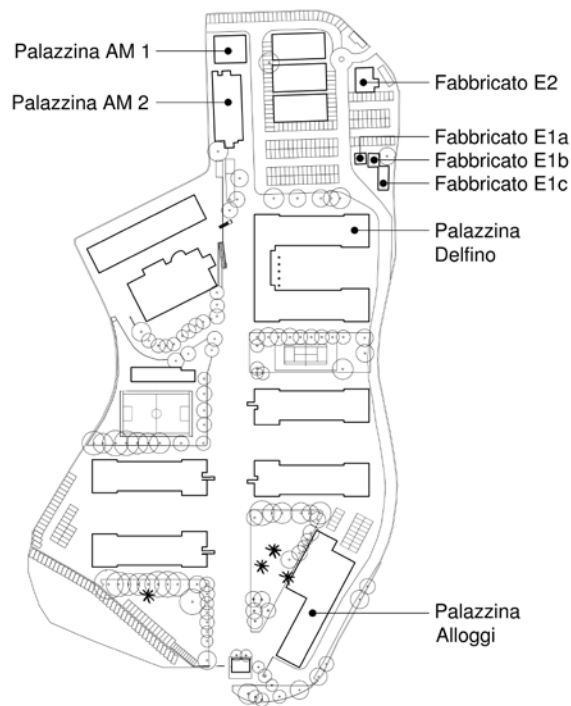 Palazzina AM 1
Palazzina AM 2
Fabbricato E2
Fabbricato E1a
Fabbricato E1b
Fabbricato E1c
Palazzina
Delfino
Palazzina
Alloggi